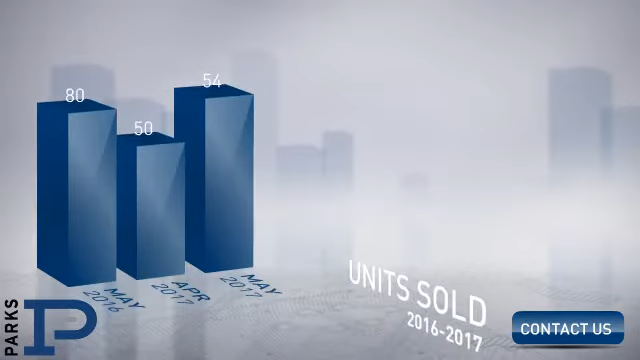 80
50
54
MAY
2016
APR
2017
MAY
2017
UNITS SOLD
2016-2017
PARKS
P
CONTACT US